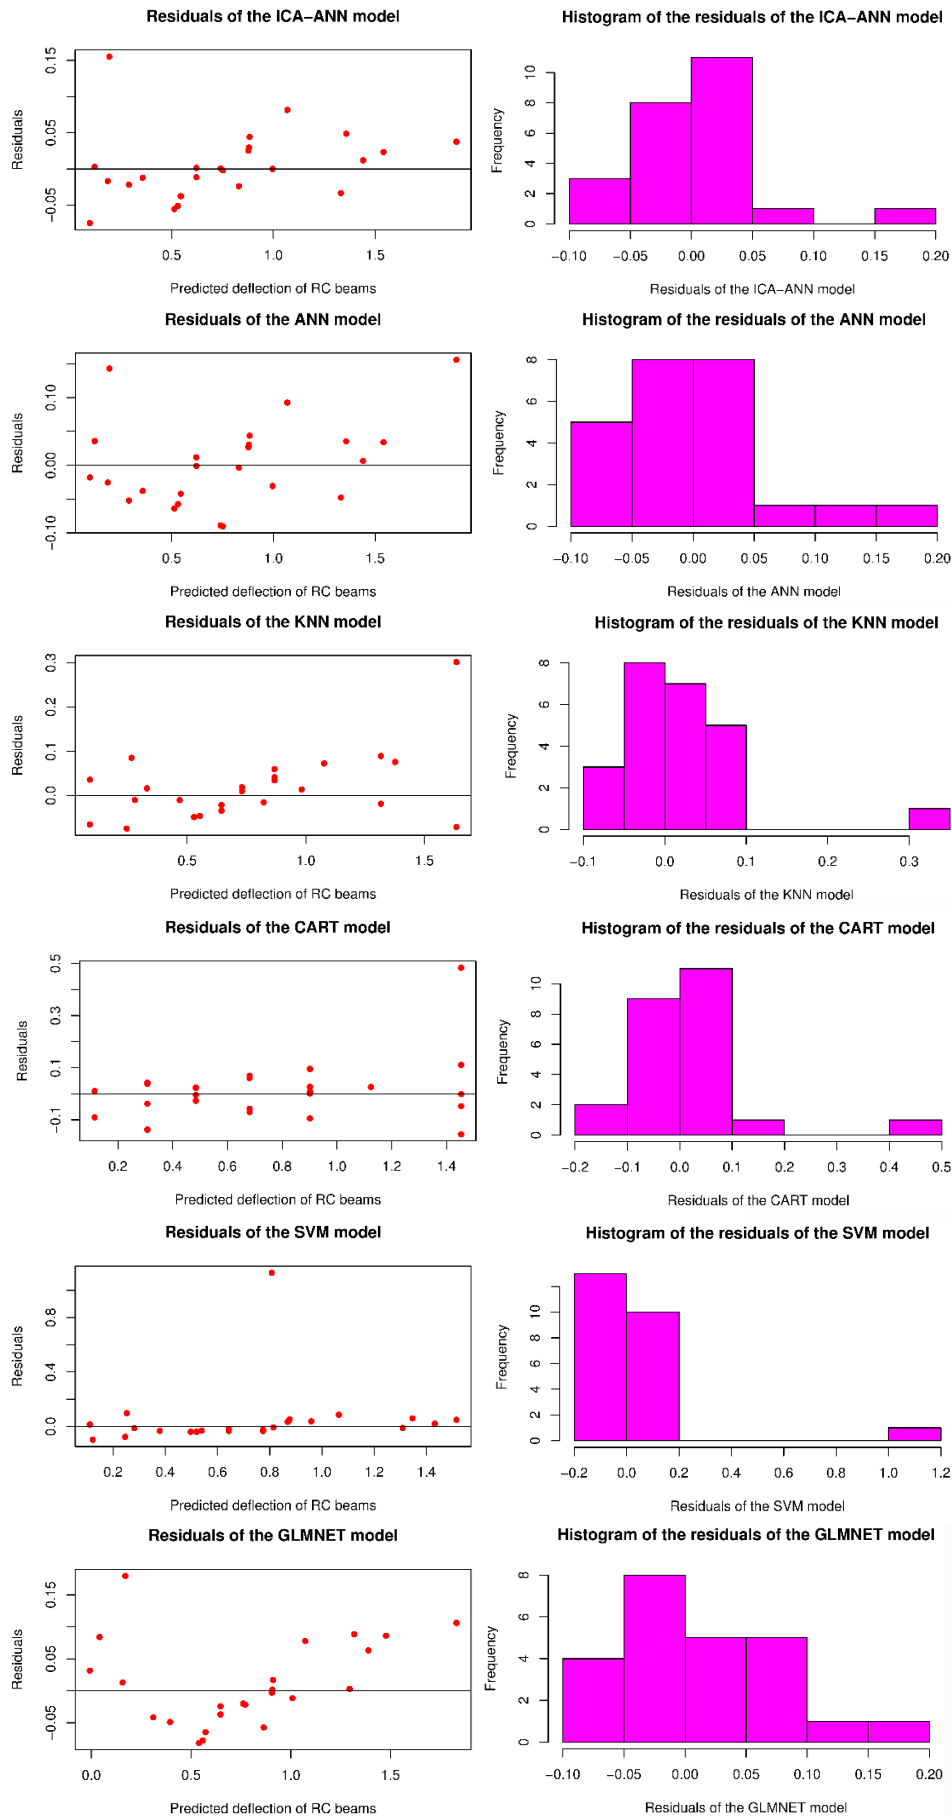 Residuals of the ICA−ANN model
Residuals
0.15
0.05
−0.05
0.5 1.0 1.5
Predicted deflection of RC beams
Histogram of the residuals of the ICA−ANN model
Frequency
10
8
6
4
2
0
−0.10 −0.05 0.00 0.05 0.10 0.15 0.20
Residuals of the ICA−ANN model
Residuals of the ANN model
Residuals
0.10
0.00
−0.10
0.5 1.0 1.5
Predicted deflection of RC beams
Histogram of the residuals of the ANN model
Frequency
8
6
4
2
0
−0.10 −0.05 0.00 0.05 0.10 0.15 0.20
Residuals of the ANN model
Residuals of the KNN model
Residuals
0.3
0.2
0.1
0.0
0.5 1.0 1.5
Predicted deflection of RC beams
Histogram of the residuals of the KNN model
Frequency
8
6
4
2
0
−0.1 0.0 0.1 0.2 0.3
Residuals of the KNN model
Residuals of the CART model
Residuals
0.5
0.3
0.1
−0.1
0.2 0.4 0.6 0.8 1.0 1.2 1.4
Predicted deflection of RC beams
Histogram of the residuals of the CART model
Frequency
10
8
6
4
2
0
−0.2 −0.1 0.0 0.1 0.2 0.3 0.4 0.5
Residuals of the CART model
Residuals of the SVM model
Residuals
0.8
0.4
0.0
0.2 0.4 0.6 0.8 1.0 1.2 1.4
Predicted deflection of RC beams
Histogram of the residuals of the SVM model
Frequency
10
8
6
4
2
0
−0.2 0.0 0.2 0.4 0.6 0.8 1.0 1.2
Residuals of the SVM model
Residuals of the GLMNET model
Residuals
0.15
0.05
−0.05
0.0 0.5 1.0 1.5
Predicted deflection of RC beams
Histogram of the residuals of the GLMNET model
Frequency
8
6
4
2
0
−0.10 −0.05 0.00 0.05 0.10 0.15 0.20
Residuals of the GLMNET model